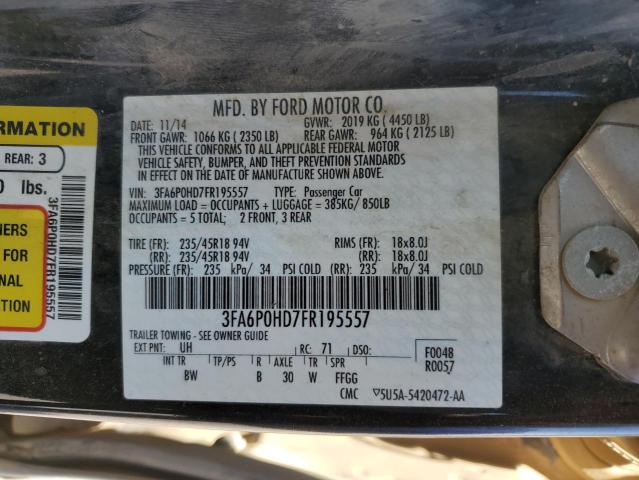 MFD. BY FORD MOTOR CO.
DATE: 11/14 GVWR: 2019 KG ( 4450 LB)
FRONT GAWR: 1066 KG ( 2350 LB) REAR GAWR: 964 KG ( 2125 LB)
THIS VEHICLE CONFORMS TO ALL APPLICABLE FEDERAL MOTOR
VEHICLE SAFETY, BUMPER, AND THEFT PREVENTION STANDARDS IN
EFFECT ON THE DATE OF MANUFACTURE SHOWN ABOVE.
VIN: 3FA6P0HD7FR195557 TYPE: Passenger Car
MAXIMUM LOAD = OCCUPANTS + LUGGAGE = 385KG/ 850LB
OCCUPANTS = 5 TOTAL; 2 FRONT, 3 REAR
TIRE (FR): 235/45R18 94V RIMS (FR): 18x8.0J
(RR): 235/45R18 94V (RR): 18x8.0J
PRESSURE (FR): 235 kPa/ 34 PSI COLD (RR): 235 kPa/ 34 PSI COLD
3FA6P0HD7FR195557
TRAILER TOWING - SEE OWNER GUIDE
EXT PNT: UH RC: 71 DSO: F0048
INT TR TP/PS R AXLE TR SPR R0057
BW B 30 W FFGG
CMC 5U5A-5420472-AA
ORMATION
REAR: 3
0 lbs.
NERS
FOR
NAL
ON
3FA6P0HD7FR195557